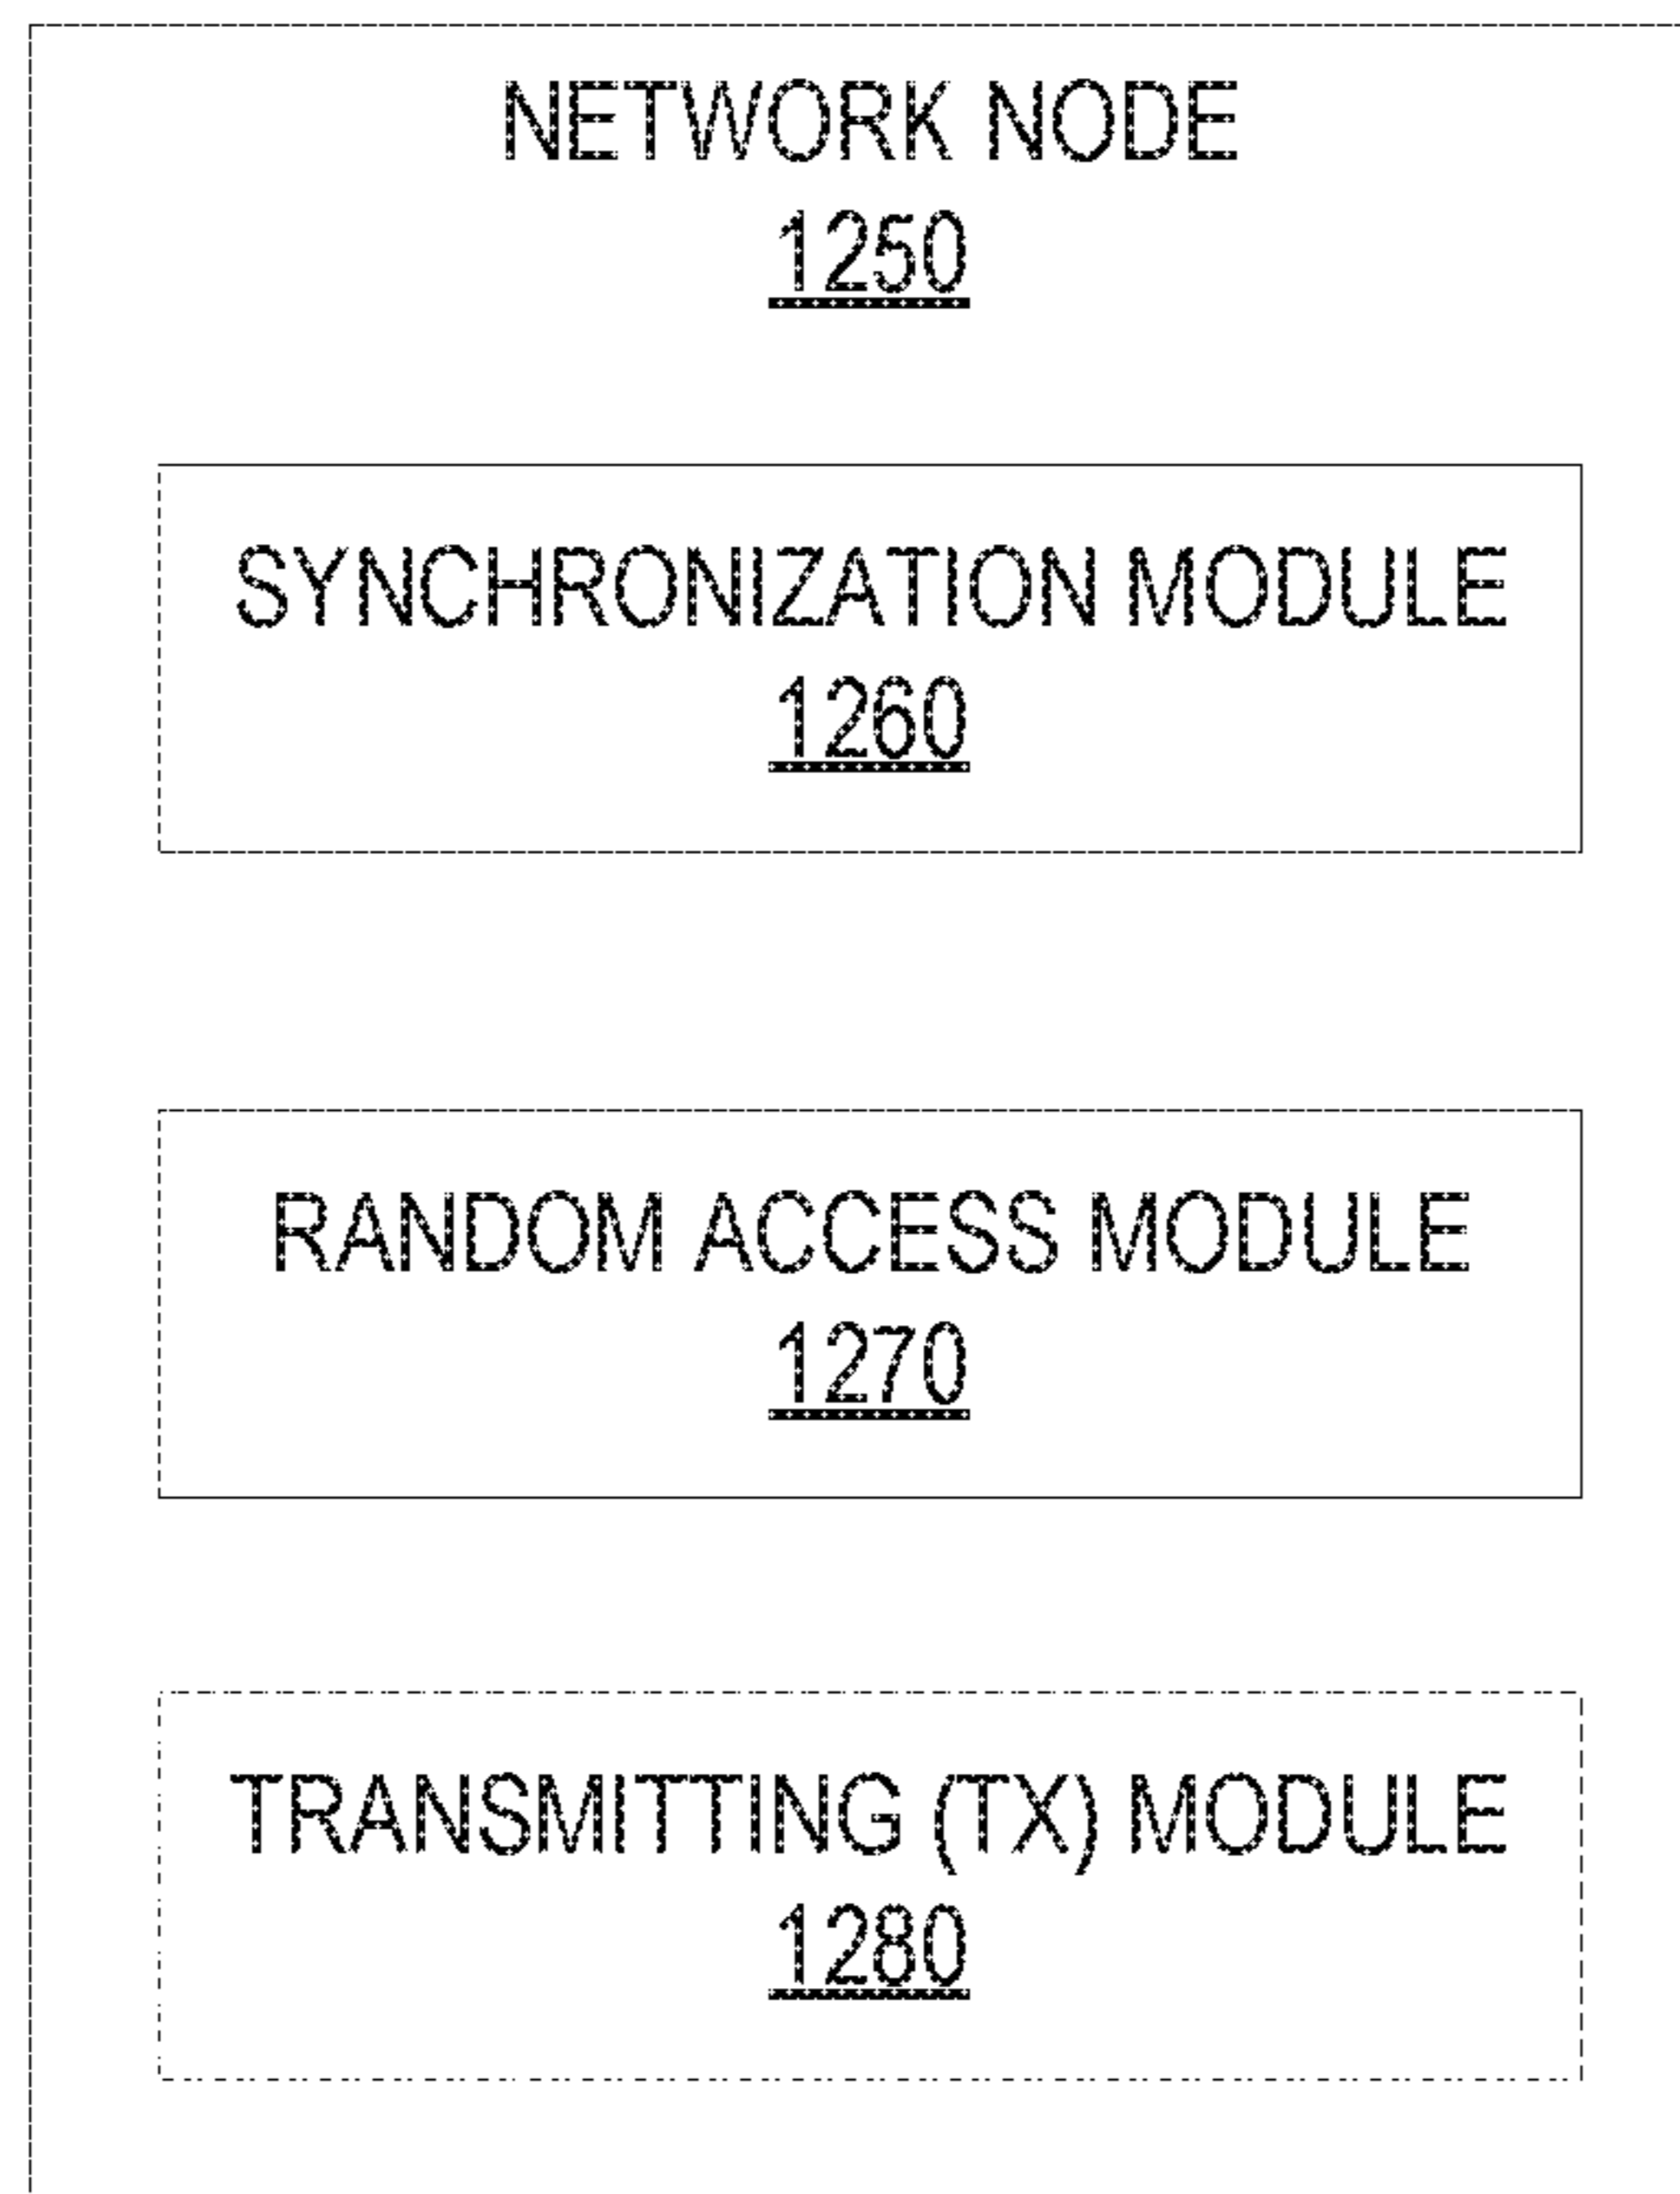 NETWORK NODE
1250
SYNCHRONIZATION MODULE
1260
RANDOM ACCESS MODULE
1270
TRANSMITTING (TX) MODULE
1280